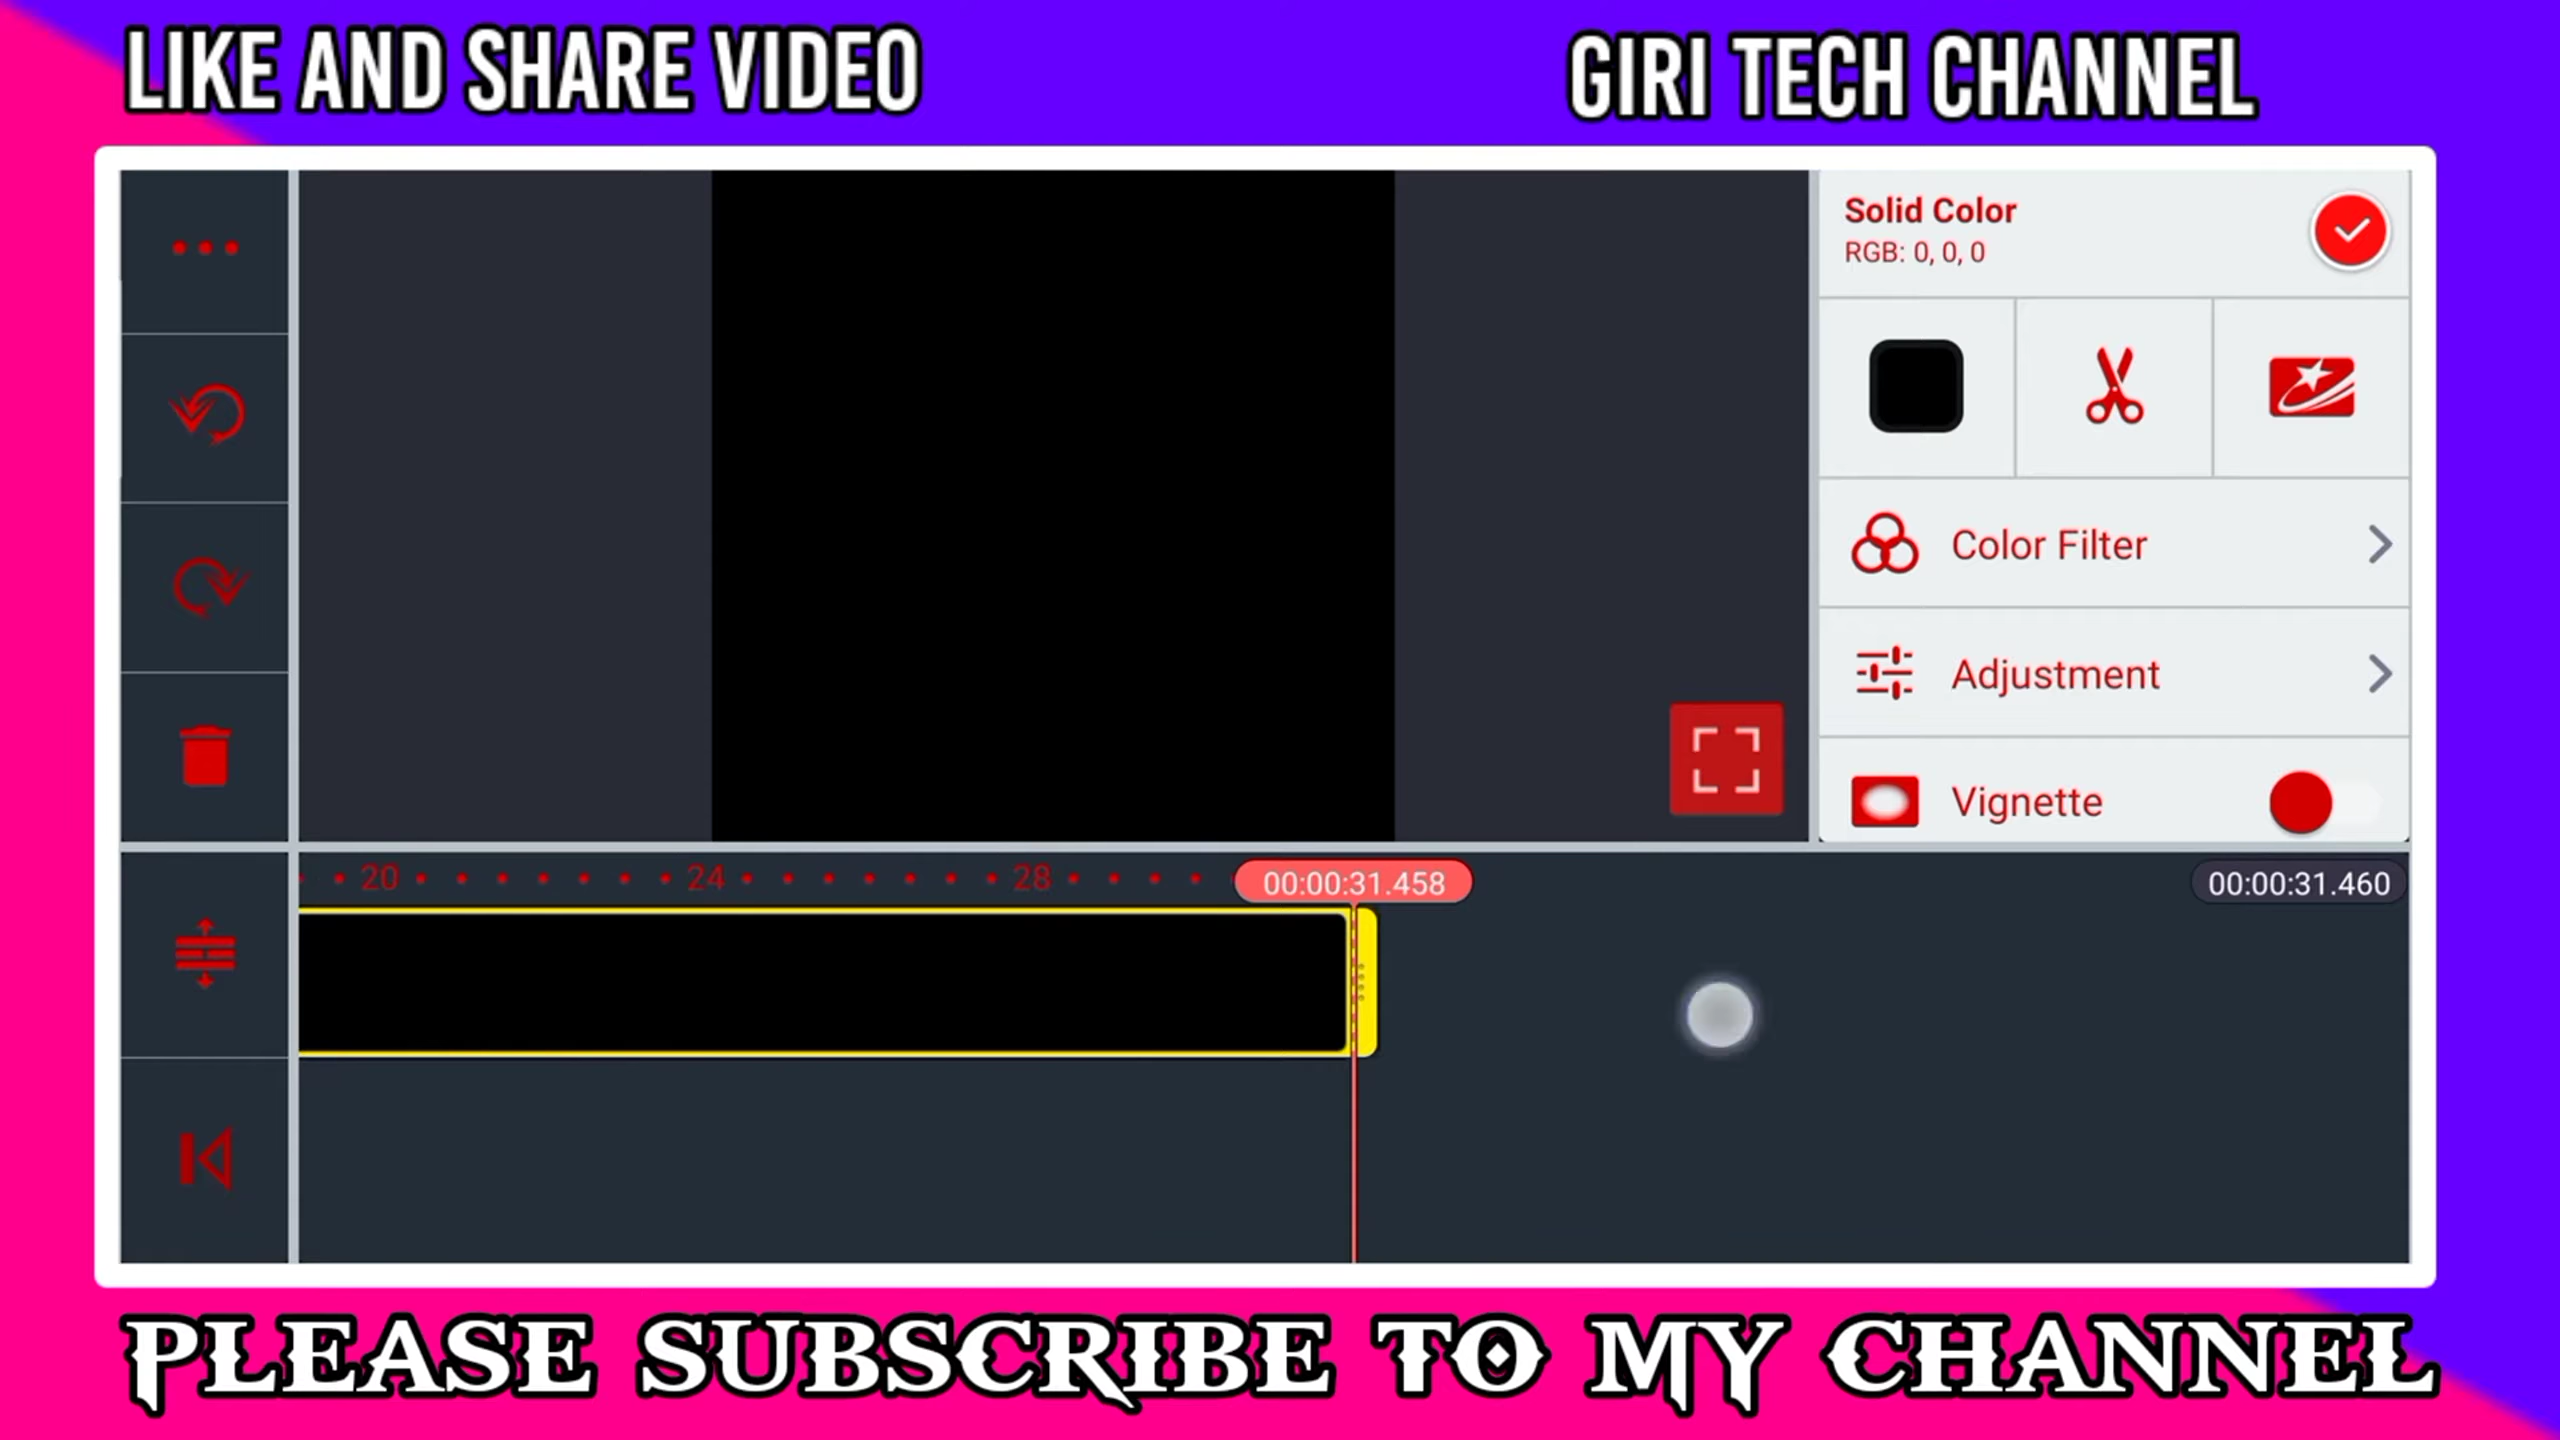 LIKE AND SHARE VIDEO
GIRI TECH CHANNEL
Solid Color
RGB: 0, 0, 0
Color Filter
Adjustment
Vignette
20
24
28
00:00:31.458
00:00:31.460
PLEASE SUBSCRIBE TO MY CHANNEL